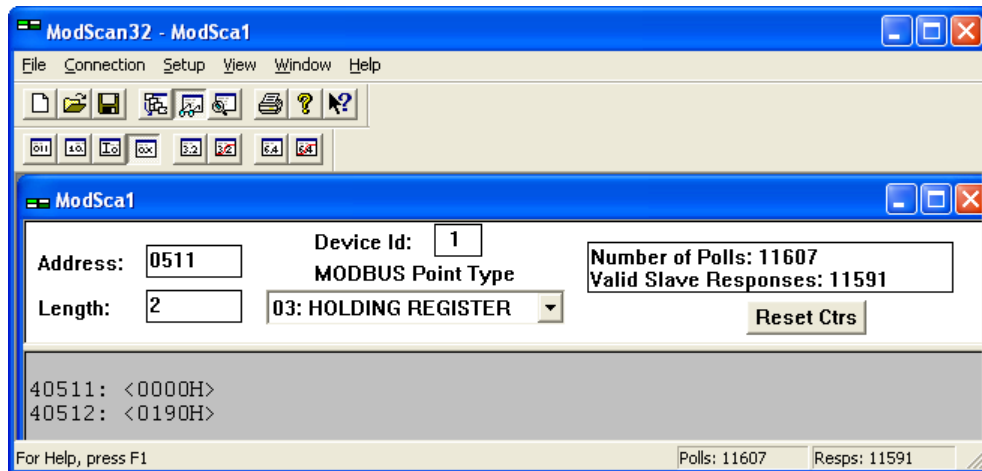 ModScan32 - ModSca1
File Connection Setup View Window Help
ModSca1
Address: 0511
Device Id: 1
MODBUS Point Type
Length: 2
03: HOLDING REGISTER
Number of Polls: 11607
Valid Slave Responses: 11591
Reset Ctrs
40511: <0000H>
40512: <0190H>
For Help, press F1
Polls: 11607
Resps: 11591